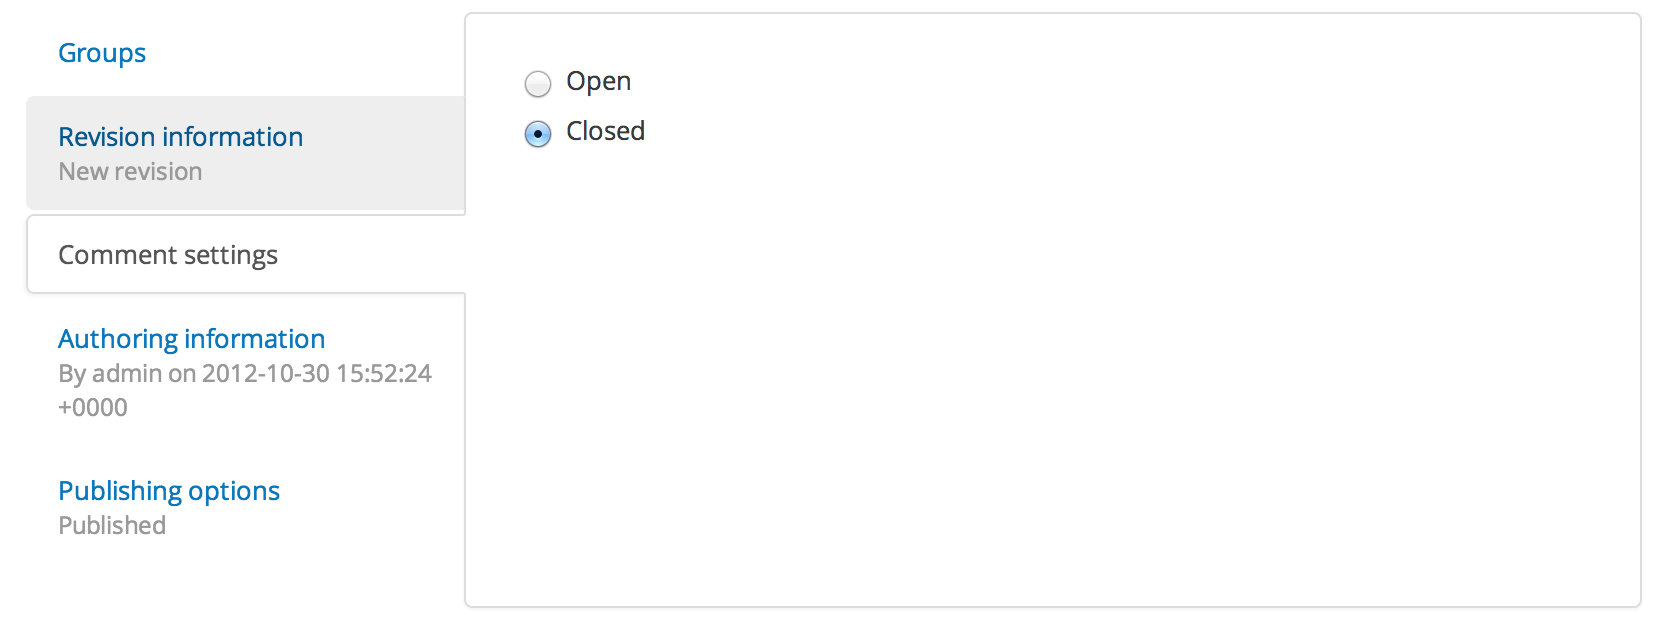 Groups
Revision information
New revision
Comment settings
Authoring information
By admin on 2012-10-30 15:52:24
+0000
Publishing options
Published
Open
Closed